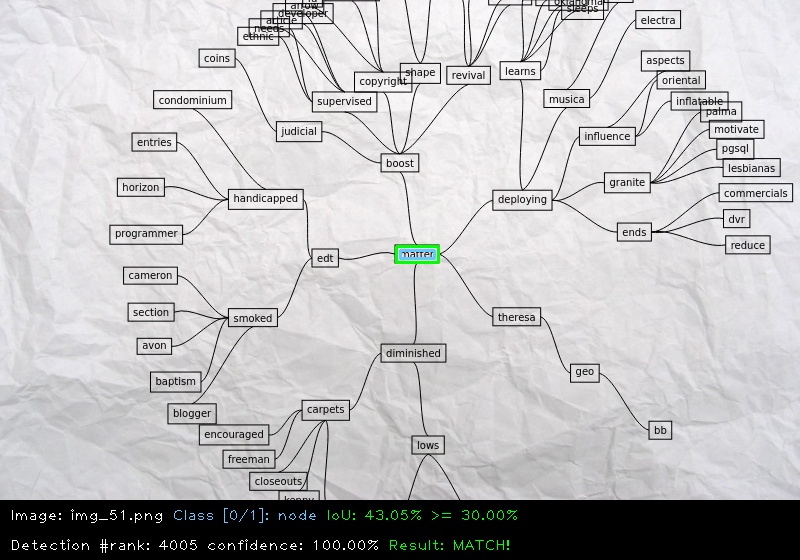 oklahoma
arrow
sleeps
developer
article
electra
needs
ethnic
coins
aspects
shape
learns
revival
oriental
copyright
condominium
supervised
musica
inflatable
palma
judicial
motivate
influence
entries
pgsql
boost
lesbianas
horizon
granite
commercials
handicapped
deploying
dvr
programmer
ends
reduce
matter
edt
cameron
section
smoked
theresa
avon
diminished
geo
baptism
carpets
blogger
encouraged
bb
lows
freeman
closeouts
kenny
Image: img_51.png Class [0/1]: node IoU: 43.05% >= 30.00%
Detection #rank: 4005 confidence: 100.00% Result: MATCH!